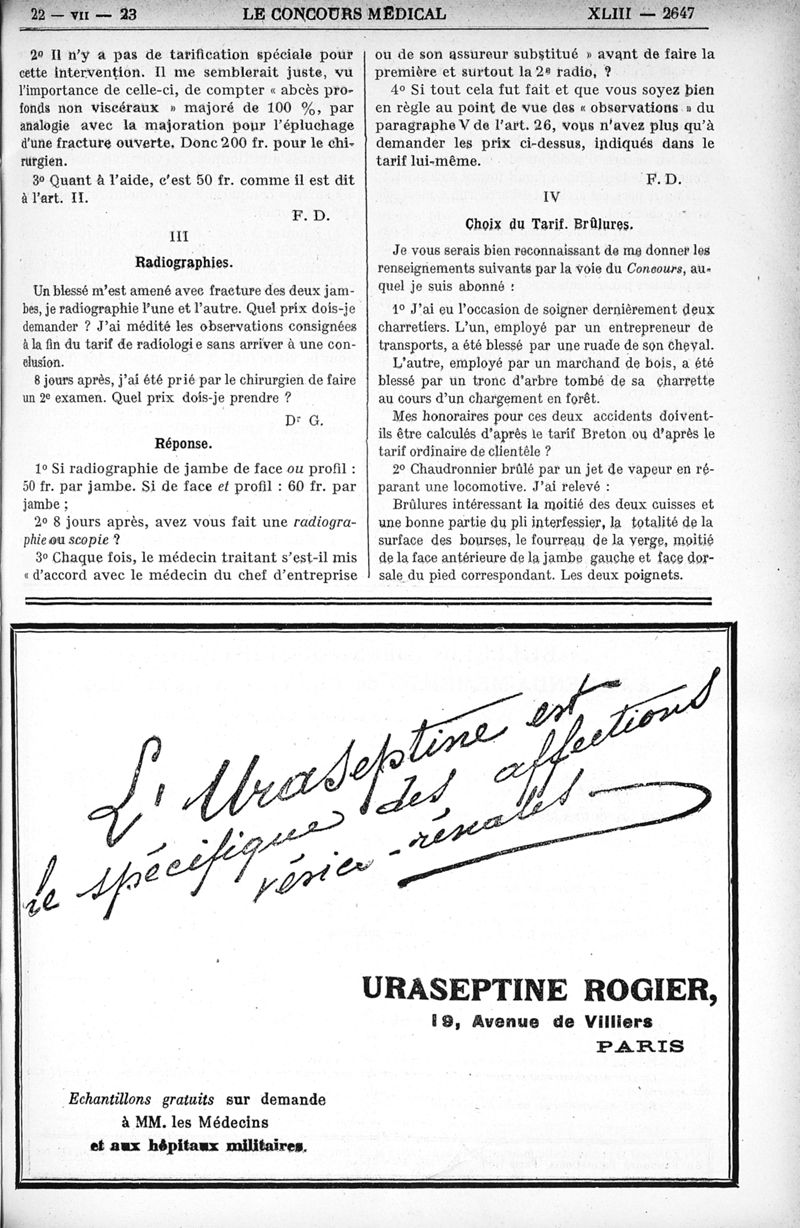 22 — VII — 23
LE CONCOURS MÉDICAL
XLIII — 2647
2º Il n'y a pas de tarification spéciale pour
cette intervention. Il me semblerait juste, vu
l'importance de celle-ci, de compter « abcès pro-
fonds non viscéraux » majoré de 100 %, par
analogie avec la majoration pour l'épluchage
d'une fracture ouverte. Donc 200 fr. pour le chi-
rurgien.
3º Quant à l'aide, c'est 50 fr. comme il est dit
à l'art. II.
F. D.
III
Radiographies.
Un blessé m'est amené avec fracture des deux jam-
bes, je radiographie l'une et l'autre. Quel prix dois-je
demander ? J'ai médité les observations consignées
à la fin du tarif de radiologie sans arriver à une con-
clusion.
8 jours après, j'ai été prié par le chirurgien de faire
un 2e examen. Quel prix dois-je prendre ?
Dr G.
Réponse.
1º Si radiographie de jambe de face ou profil :
50 fr. par jambe. Si de face et profil : 60 fr. par
jambe ;
2º 8 jours après, avez vous fait une radiogra-
phie ou scopie ?
3º Chaque fois, le médecin traitant s'est-il mis
« d'accord avec le médecin du chef d'entreprise
ou de son assureur substitué » avant de faire la
première et surtout la 2e radio, ?
4º Si tout cela fut fait et que vous soyez bien
en règle au point de vue des « observations » du
paragraphe V de l'art. 26, vous n'avez plus qu'à
demander les prix ci-dessus, indiqués dans le
tarif lui-même.
F. D.
IV
Choix du Tarif. Brûlures.
Je vous serais bien reconnaissant de me donner les
renseignements suivants par la voie du Concours, au-
quel je suis abonné :
1º J'ai eu l'occasion de soigner dernièrement deux
charretiers. L'un, employé par un entrepreneur de
transports, a été blessé par une ruade de son cheval.
L'autre, employé par un marchand de bois, a été
blessé par un tronc d'arbre tombé de sa charrette
au cours d'un chargement en forêt.
Mes honoraires pour ces deux accidents doivent-
ils être calculés d'après le tarif Breton ou d'après le
tarif ordinaire de clientèle ?
2º Chaudronnier brûlé par un jet de vapeur en ré-
parant une locomotive. J'ai relevé :
Brûlures intéressant la moitié des deux cuisses et
une bonne partie du pli interfessier, la totalité de la
surface des bourses, le fourreau de la verge, moitié
de la face antérieure de la jambe gauche et face dor-
sale du pied correspondant. Les deux poignets.
L'Uraseptine est
le spécifique des affections
vésico-rénales
URASEPTINE ROGIER,
19, Avenue de Villiers
PARIS
Echantillons gratuits sur demande
à MM. les Médecins
et aux hôpitaux militaires.